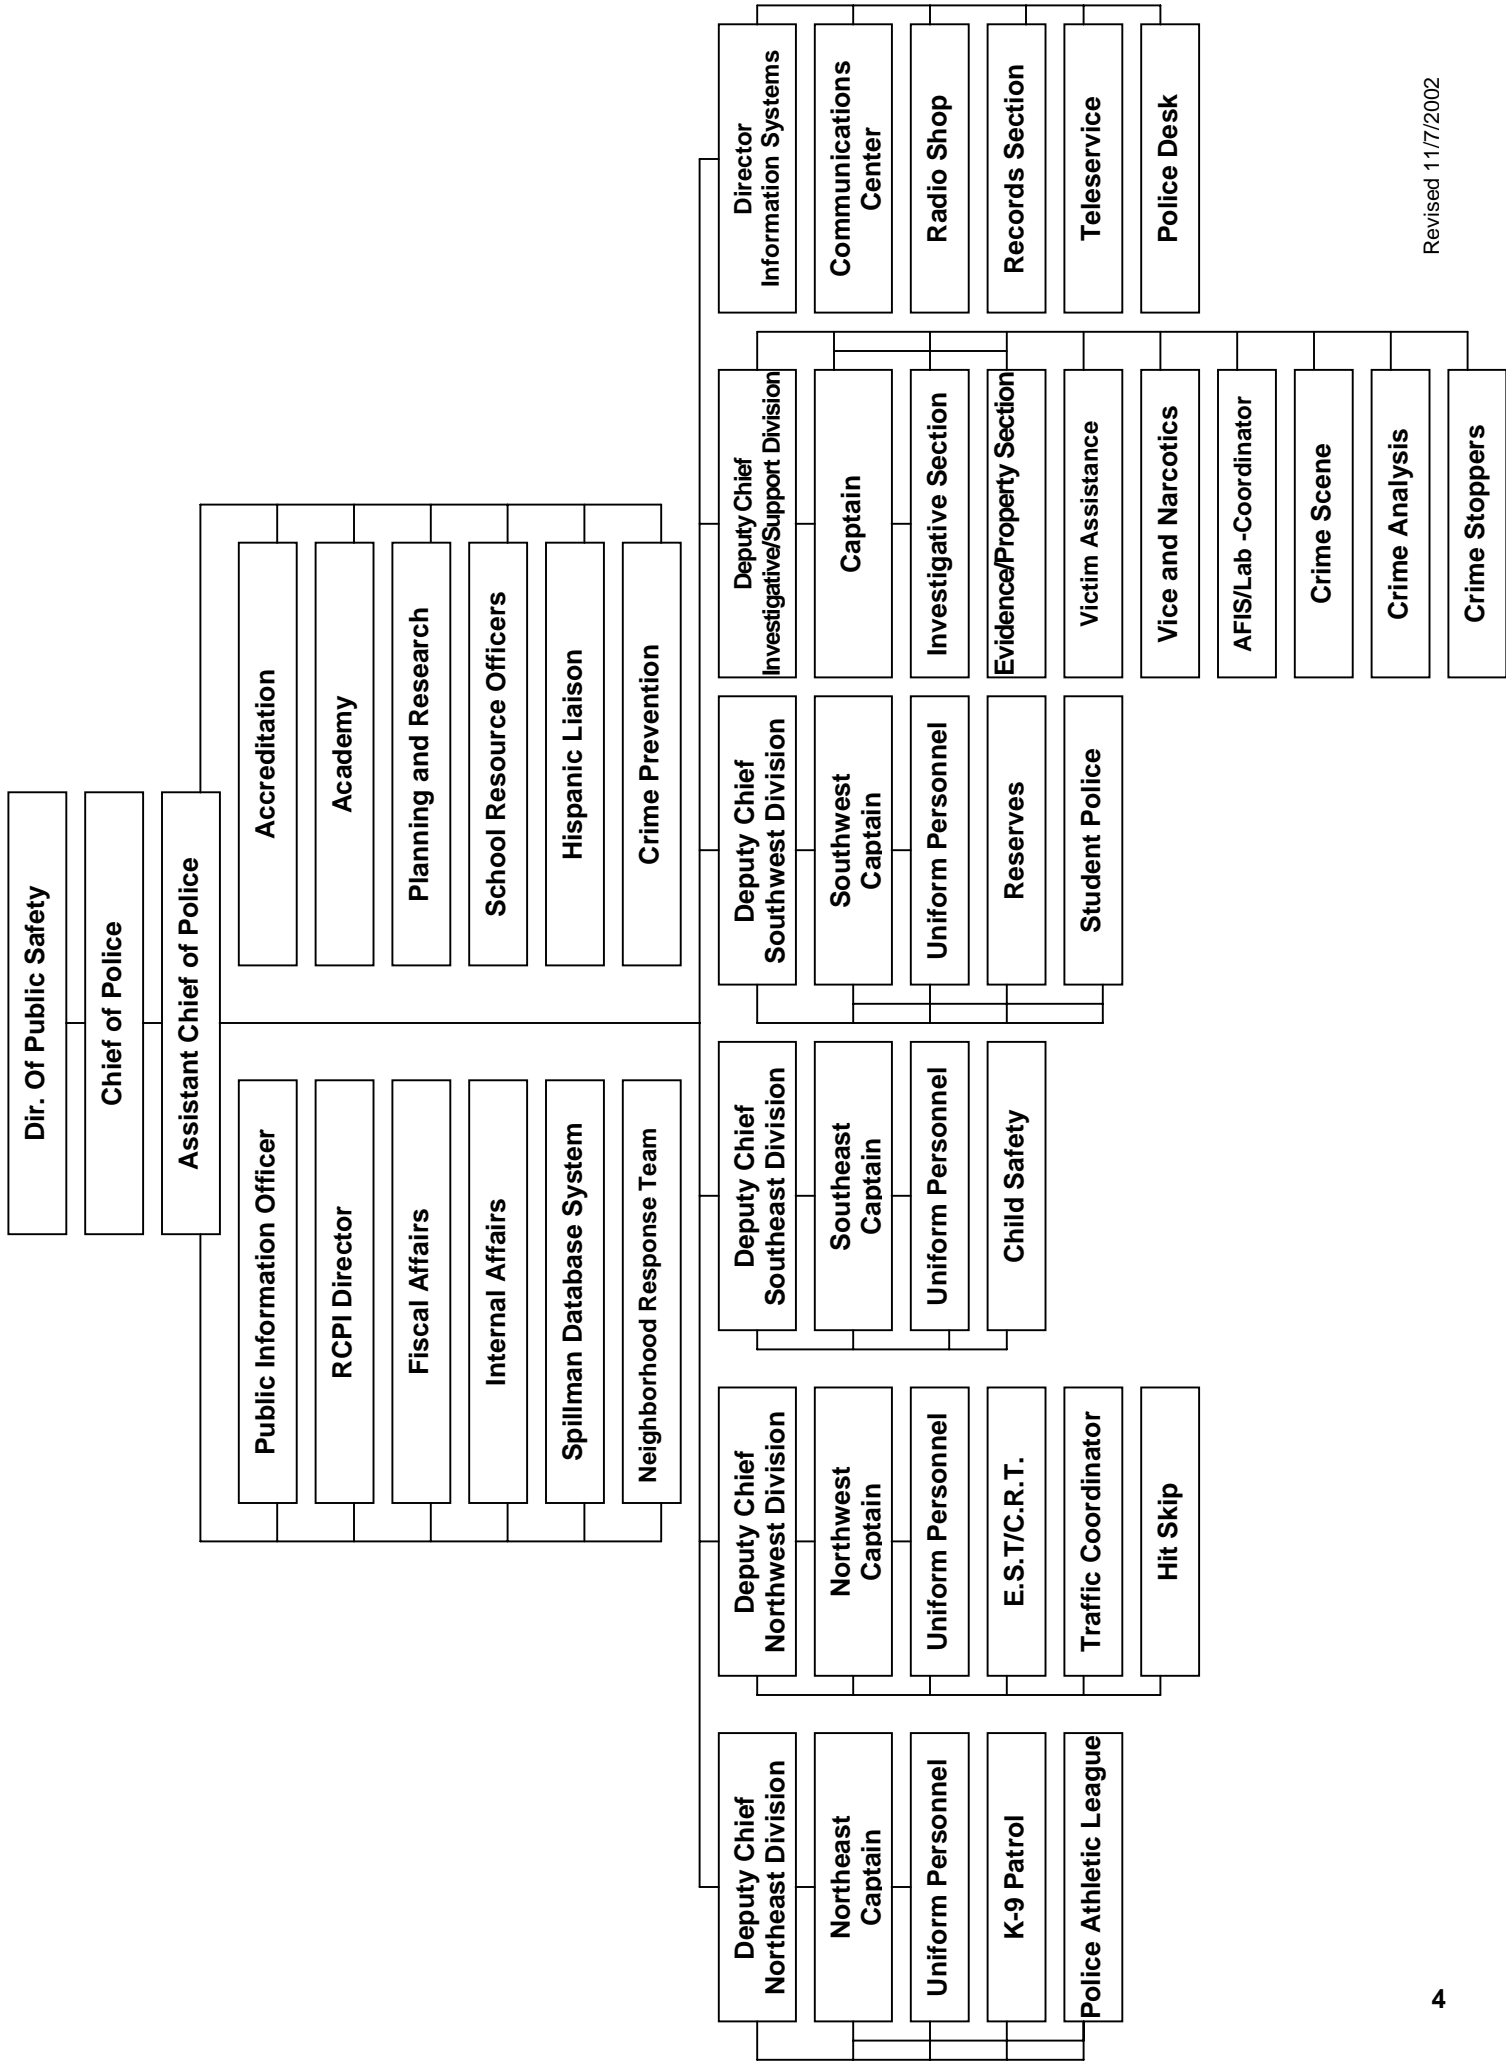 Dir. Of Public Safety
Chief of Police
Assistant Chief of Police
Public Information Officer
RCPI Director
Fiscal Affairs
Internal Affairs
Spillman Database System
Neighborhood Response Team
Accreditation
Academy
Planning and Research
School Resource Officers
Hispanic Liaison
Crime Prevention
Deputy Chief
Northeast Division
Northeast
Captain
Uniform Personnel
K-9 Patrol
Police Athletic League
Deputy Chief
Northwest Division
Northwest
Captain
Uniform Personnel
E.S.T/C.R.T.
Traffic Coordinator
Hit Skip
Deputy Chief
Southeast Division
Southeast
Captain
Uniform Personnel
Child Safety
Deputy Chief
Southwest Division
Southwest
Captain
Uniform Personnel
Reserves
Student Police
Deputy Chief
Investigative/Support Division
Captain
Investigative Section
Evidence/Property Section
Victim Assistance
Vice and Narcotics
AFIS/Lab -Coordinator
Crime Scene
Crime Analysis
Crime Stoppers
Director
Information Systems
Communications
Center
Radio Shop
Records Section
Teleservice
Police Desk
Revised 11/7/2002
4